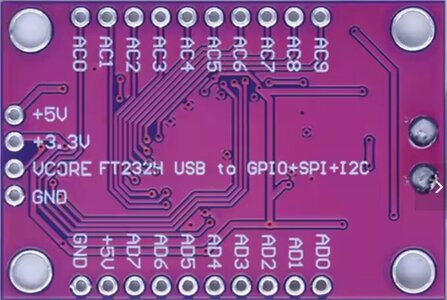 AC0 AC1 AC2 AC3 AC4 AC5 AC6 AC7 AC8 AC9
+5V
+3.3V
VCORE FT232H USB to GPIO+SPI+I2C
GND
GND +5V AD7 AD6 AD5 AD4 AD3 AD2 AD1 AD0